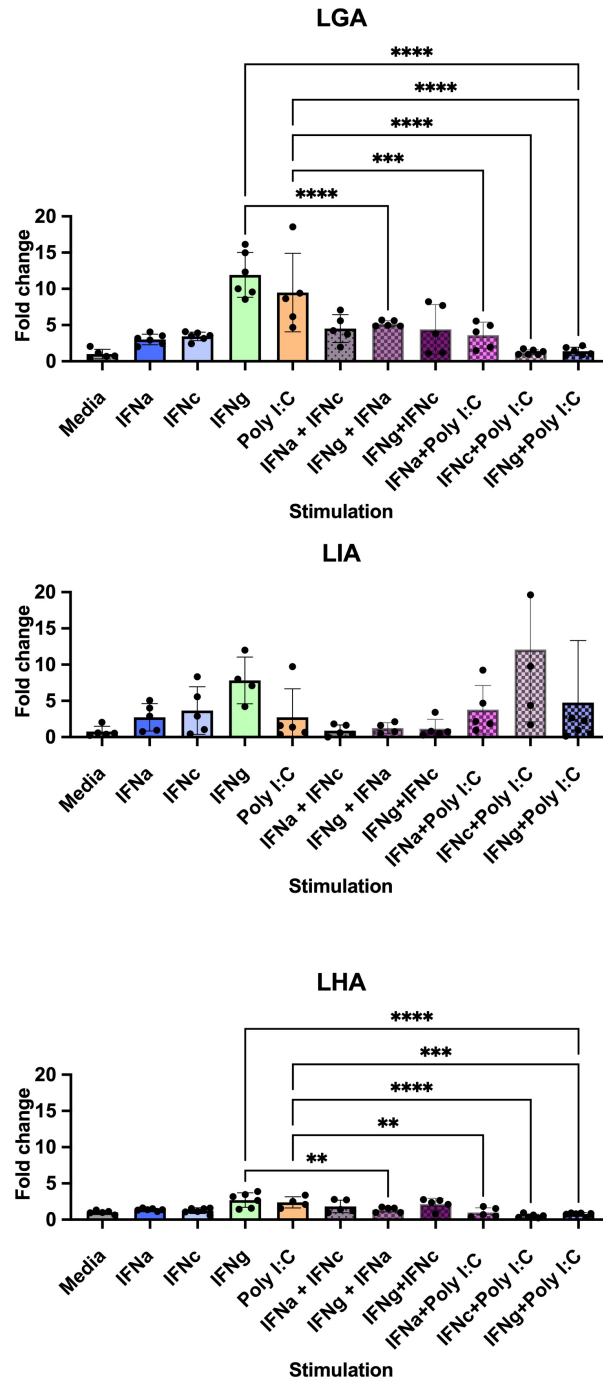 LGA
****
****
****
***
****
Fold change
20
15
10
5
0
Media
IFNa
IFNc
IFNg
Poly I:C
IFNa + IFNc
IFNg + IFNa
IFNg+IFNc
IFNa+Poly I:C
IFNc+Poly I:C
IFNg+Poly I:C
Stimulation
LIA
Fold change
20
15
10
5
0
Media
IFNa
IFNc
IFNg
Poly I:C
IFNa + IFNc
IFNg + IFNa
IFNg+IFNc
IFNa+Poly I:C
IFNc+Poly I:C
IFNg+Poly I:C
Stimulation
LHA
****
***
****
**
**
Fold change
20
15
10
5
0
Media
IFNa
IFNc
IFNg
Poly I:C
IFNa + IFNc
IFNg + IFNa
IFNg+IFNc
IFNa+Poly I:C
IFNc+Poly I:C
IFNg+Poly I:C
Stimulation